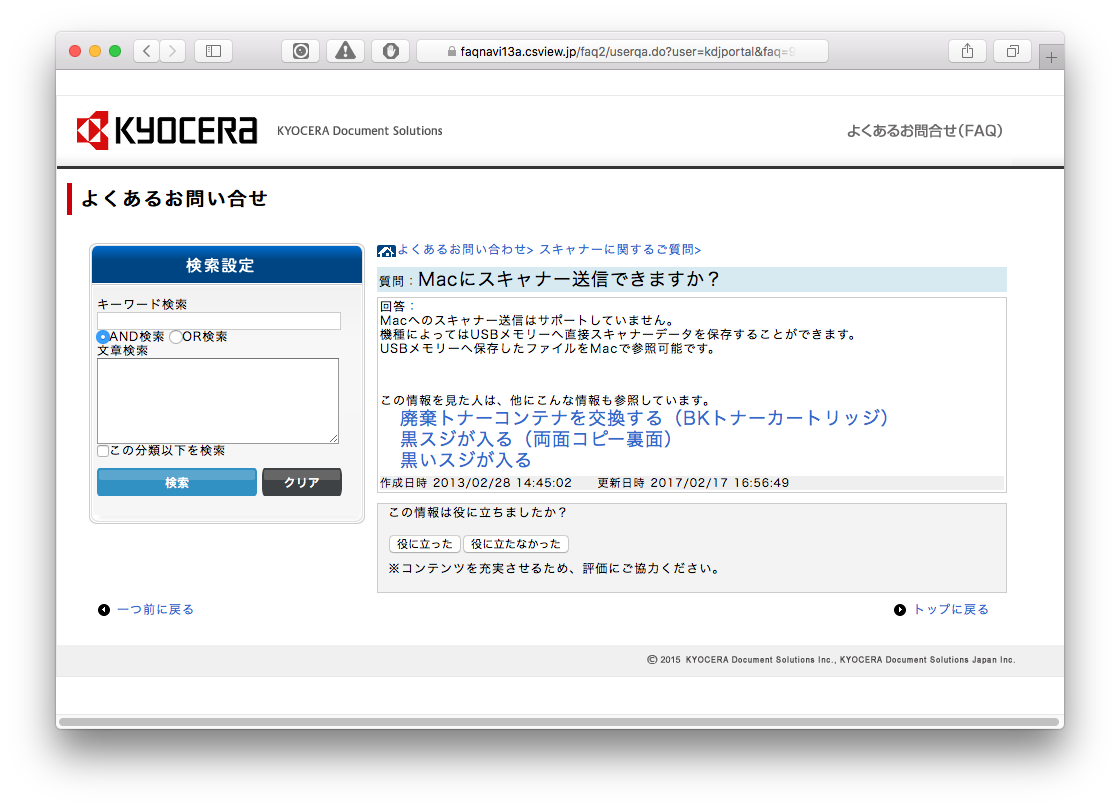 faqnavi13a.csview.jp/faq2/userqa.do?user=kdjportal&faq=
KYOCERA KYOCERA Document Solutions よくあるお問合せ(FAQ)
よくあるお問い合せ
検索設定
キーワード検索
AND検索 OR検索
文章検索
この分類以下を検索
検索 クリア
よくあるお問い合わせ> スキャナーに関するご質問>
質問：Macにスキャナー送信できますか？
回答：
Macへのスキャナー送信はサポートしていません。
機種によってはUSBメモリーへ直接スキャナーデータを保存することができます。
USBメモリーへ保存したファイルをMacで参照可能です。
この情報を見た人は、他にこんな情報も参照しています。
廃棄トナーコンテナを交換する（BKトナーカートリッジ）
黒スジが入る（両面コピー裏面）
黒いスジが入る
作成日時 2013/02/28 14:45:02 更新日時 2017/02/17 16:56:49
この情報は役に立ちましたか？
役に立った 役に立たなかった
※コンテンツを充実させるため、評価にご協力ください。
一つ前に戻る トップに戻る
© 2015 KYOCERA Document Solutions Inc., KYOCERA Document Solutions Japan Inc.